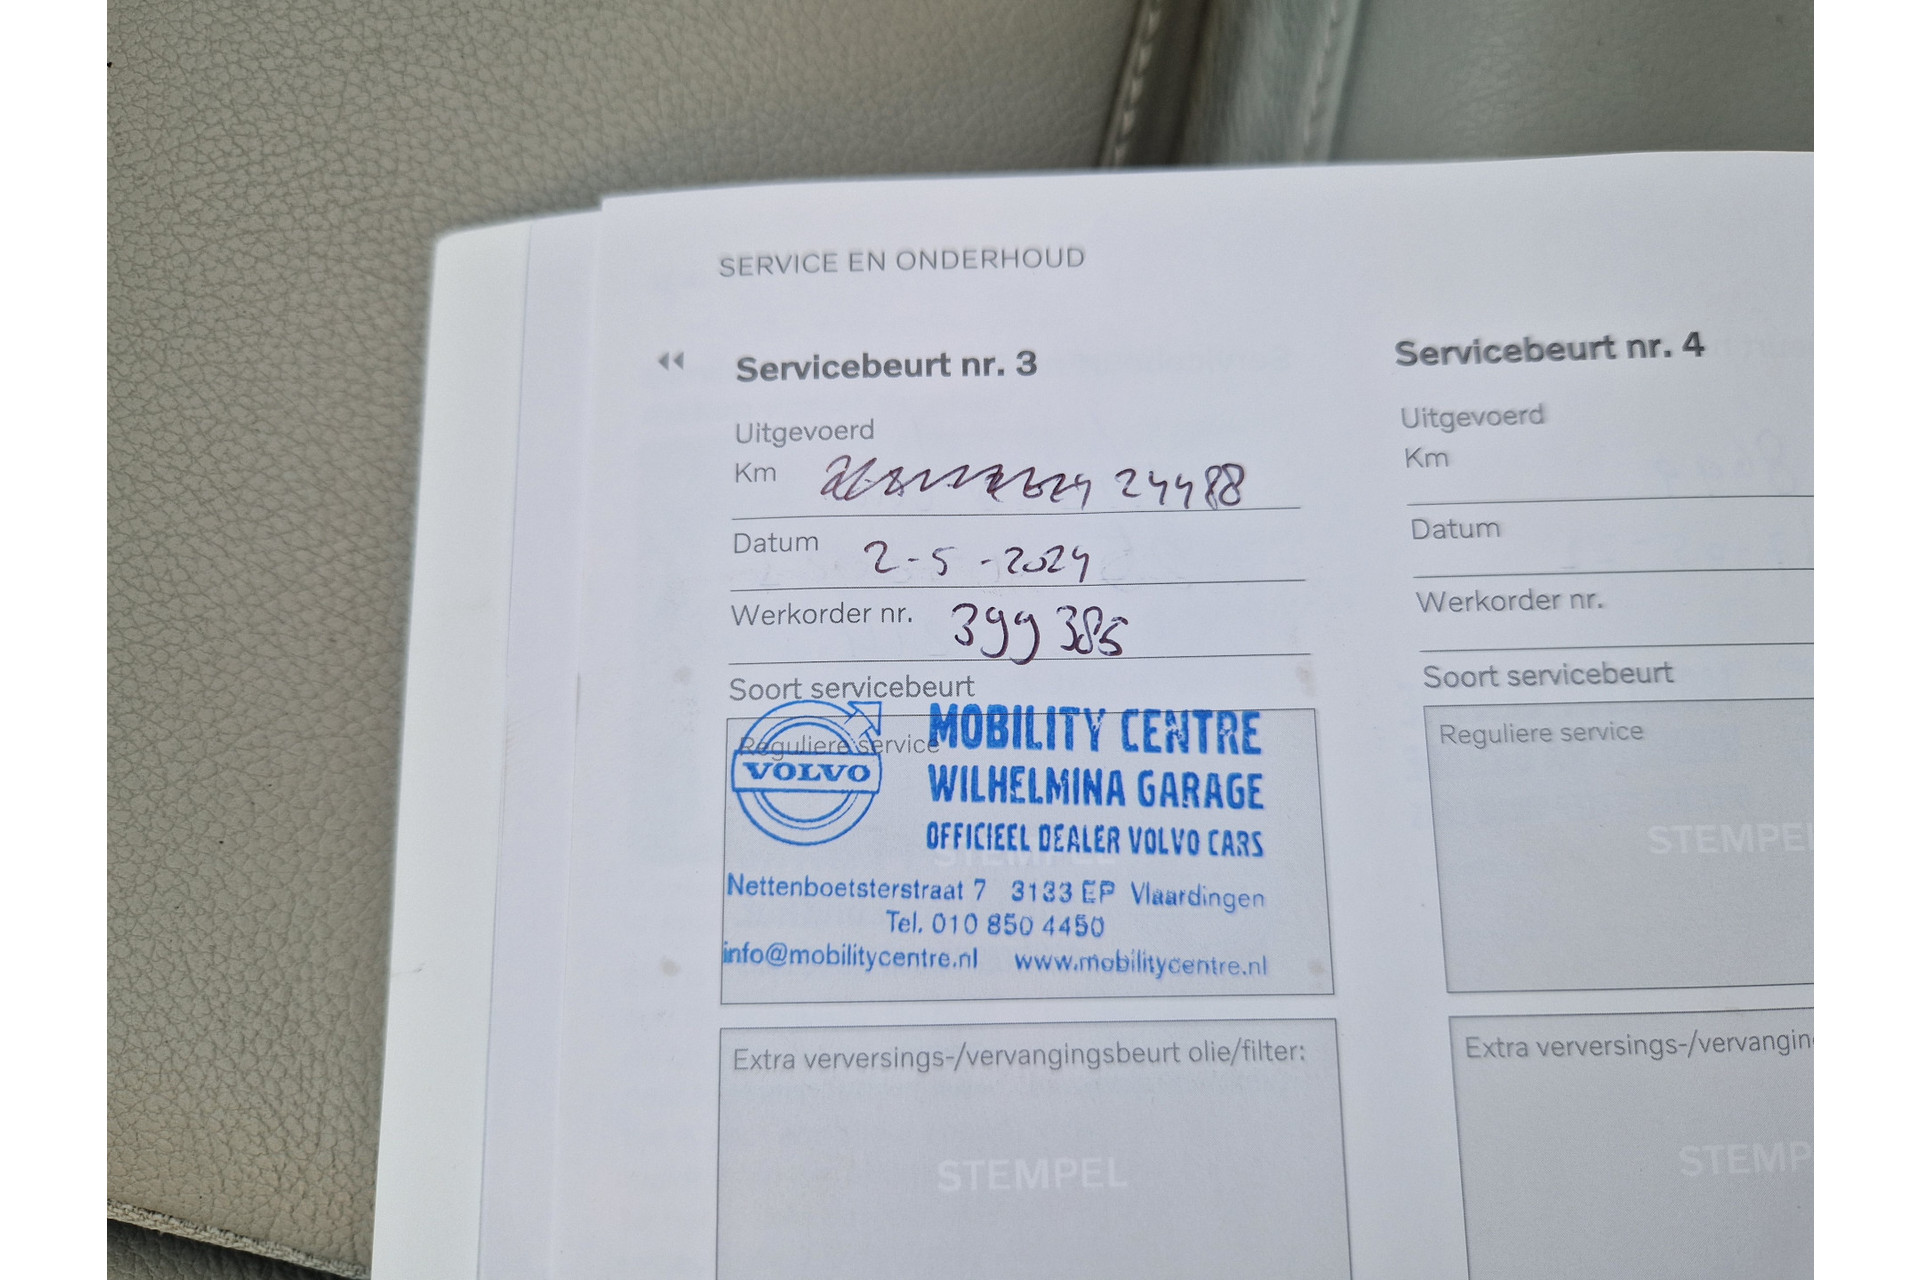 SERVICE EN ONDERHOUD
Servicebeurt nr. 3
Uitgevoerd
Km 24488
Datum 2-5-2024
Werkorder nr. 399385
Soort servicebeurt
Reguliere service
VOLVO
MOBILITY CENTRE
WILHELMINA GARAGE
OFFICIEEL DEALER VOLVO CARS
STEMPEL
Nettenboetsterstraat 7 3133 EP Vlaardingen
Tel. 010 850 4450
info@mobilitycentre.nl www.mobilitycentre.nl
Extra verversings-/vervangingsbeurt olie/filter:
STEMPEL
Servicebeurt nr. 4
Uitgevoerd
Km
Datum
Werkorder nr.
Soort servicebeurt
Reguliere service
STEMPEL
Extra verversings-/vervangin
STEMP